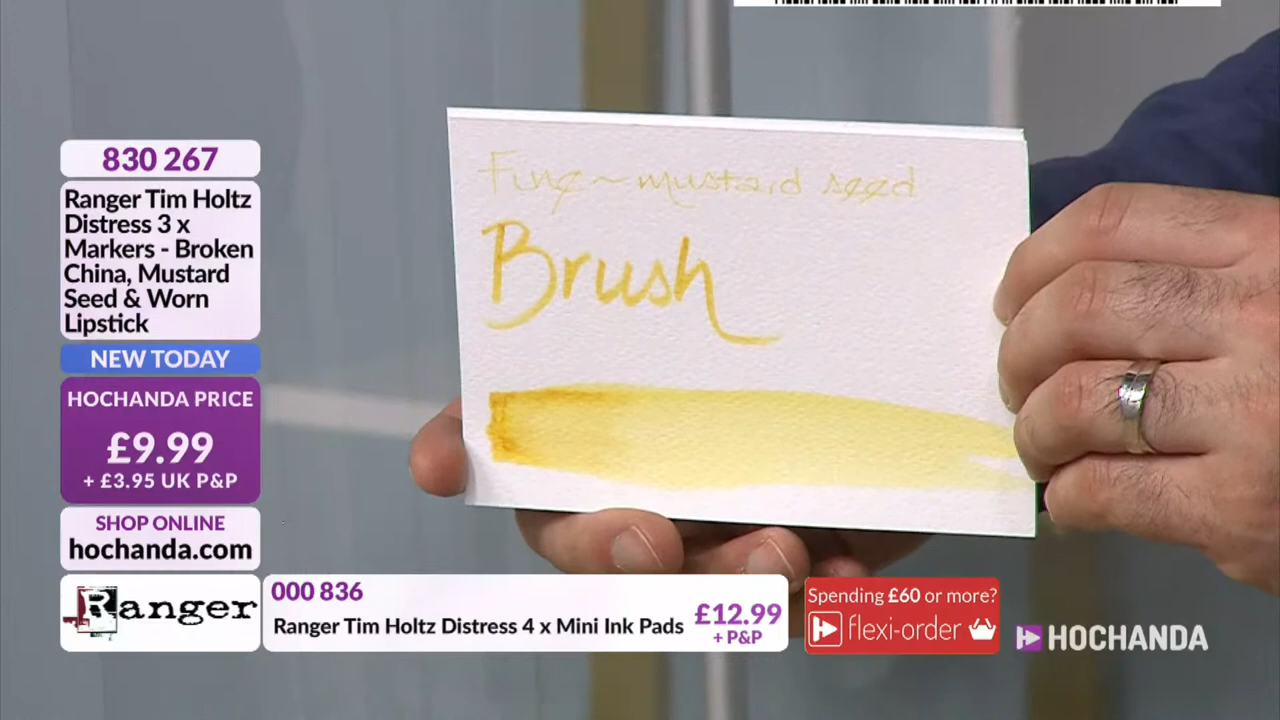 830 267
Ranger Tim Holtz
Distress 3 x
Markers - Broken
China, Mustard
Seed & Worn
Lipstick
NEW TODAY
HOCHANDA PRICE
£9.99
+ £3.95 UK P&P
SHOP ONLINE
hochanda.com
Fine ~ mustard seed
Brush
Ranger
000 836
Ranger Tim Holtz Distress 4 x Mini Ink Pads
£12.99
+ P&P
Spending £60 or more?
flexi-order
HOCHANDA